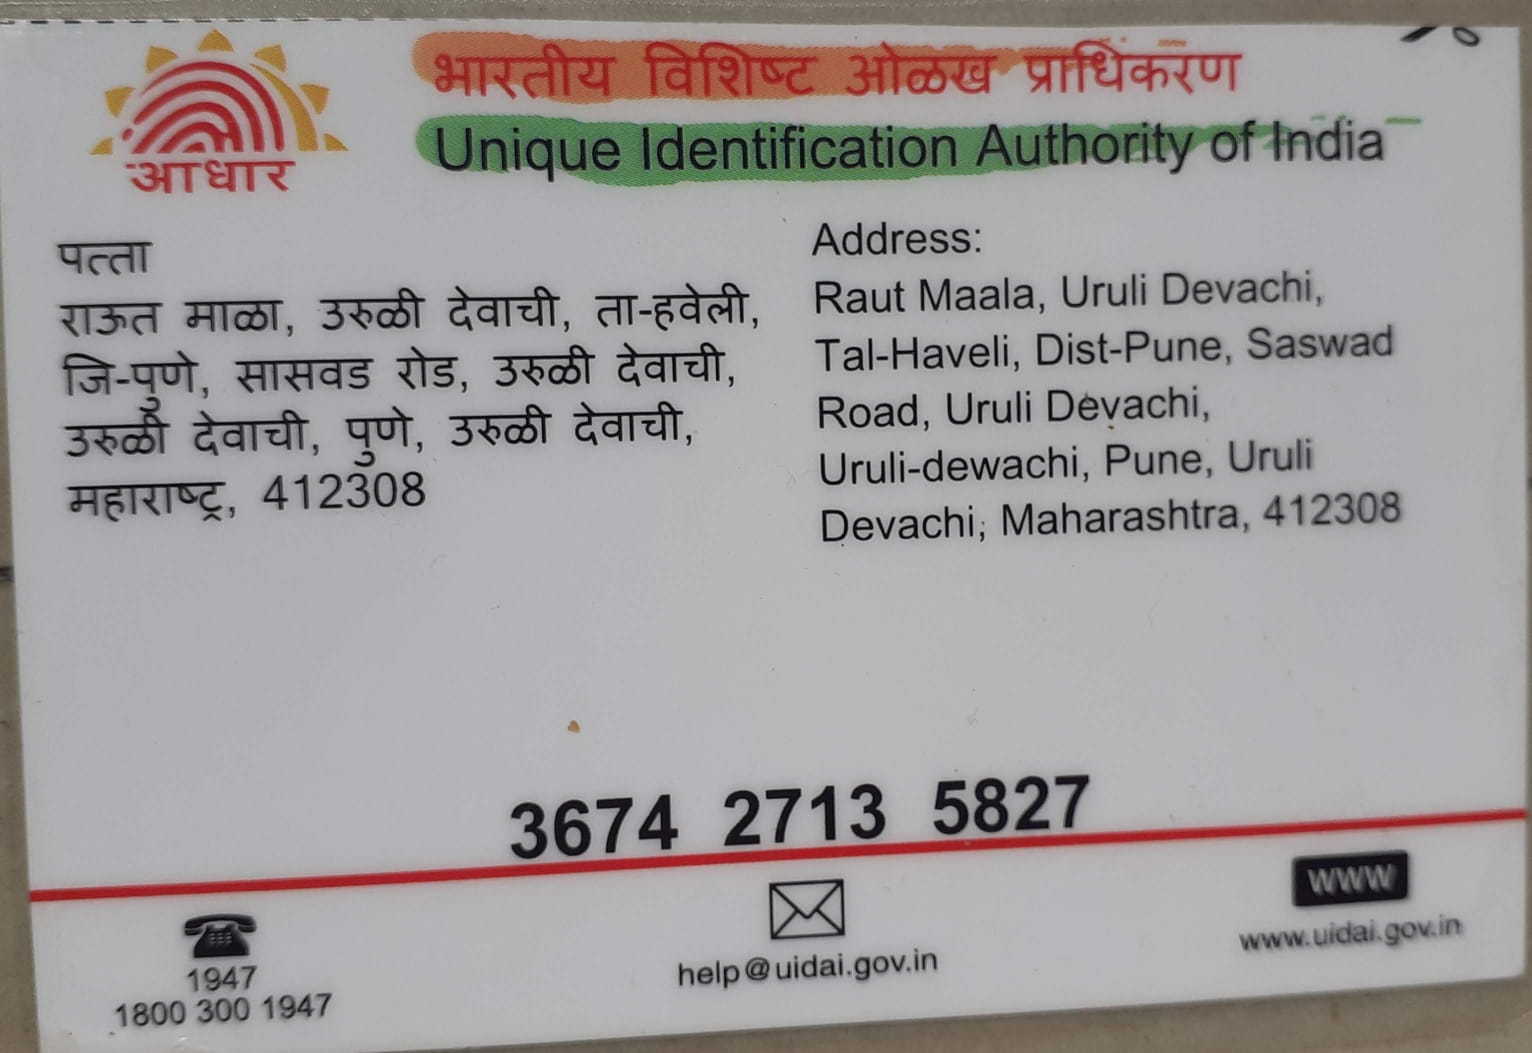 भारतीय विशिष्ट ओळख प्राधिकरण
Unique Identification Authority of India
आधार
पत्ता
राऊत माळा, उरुळी देवाची, ता-हवेली,
जि-पुणे, सासवड रोड, उरुळी देवाची,
उरुळी देवाची, पुणे, उरुळी देवाची,
महाराष्ट्र, 412308
Address:
Raut Maala, Uruli Devachi,
Tal-Haveli, Dist-Pune, Saswad
Road, Uruli Devachi,
Uruli-dewachi, Pune, Uruli
Devachi, Maharashtra, 412308
3674 2713 5827
1947
1800 300 1947
help@uidai.gov.in
WWW
www.uidai.gov.in